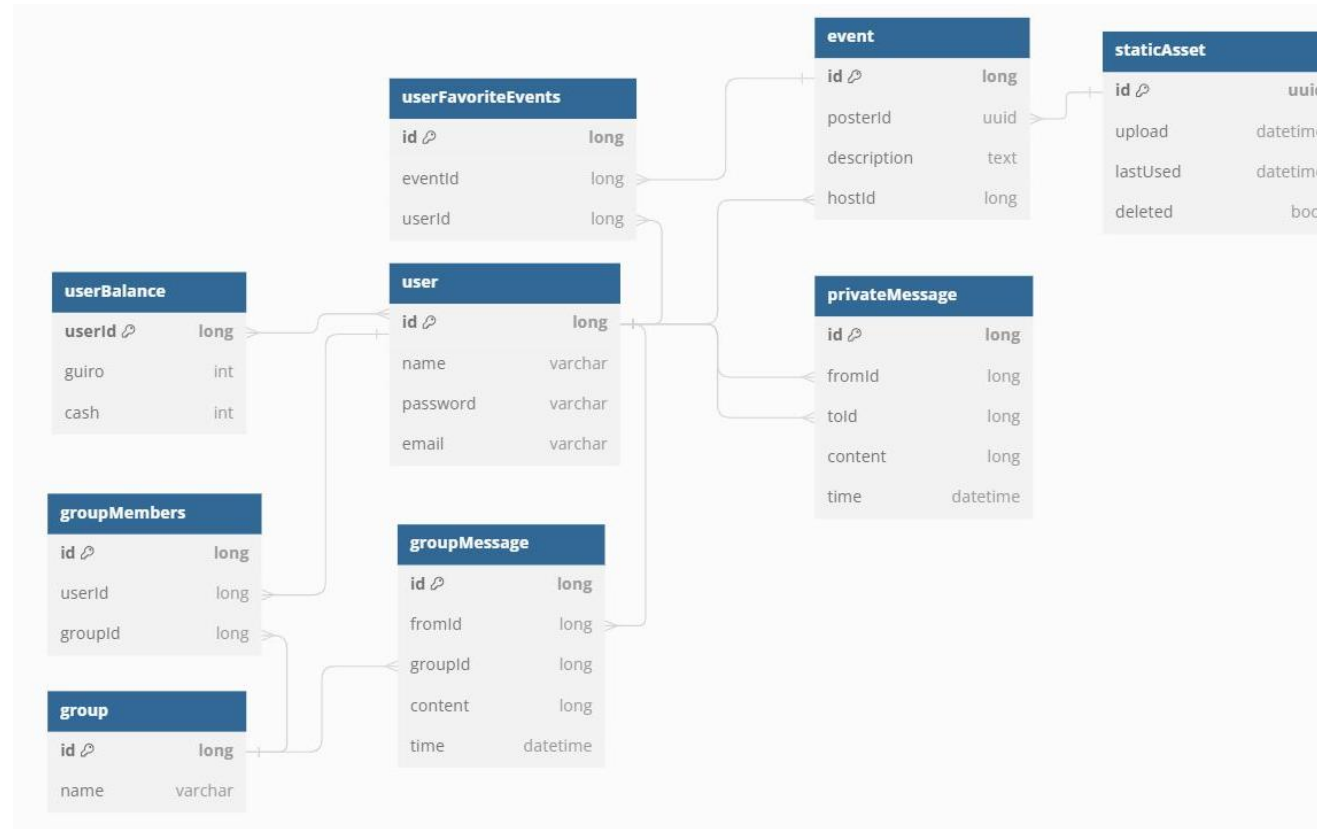 userFavoriteEvents
id long
eventId long
userId long
event
id long
posterId uuid
description text
hostId long
staticAsset
id
upload
lastUsed
deleted
userBalance
userId long
guiro int
cash int
user
id long
name varchar
password varchar
email varchar
privateMessage
id long
fromId long
toId long
content long
time datetime
groupMembers
id long
userId long
groupId long
groupMessage
id long
fromId long
groupId long
content long
time datetime
group
id long
name varchar